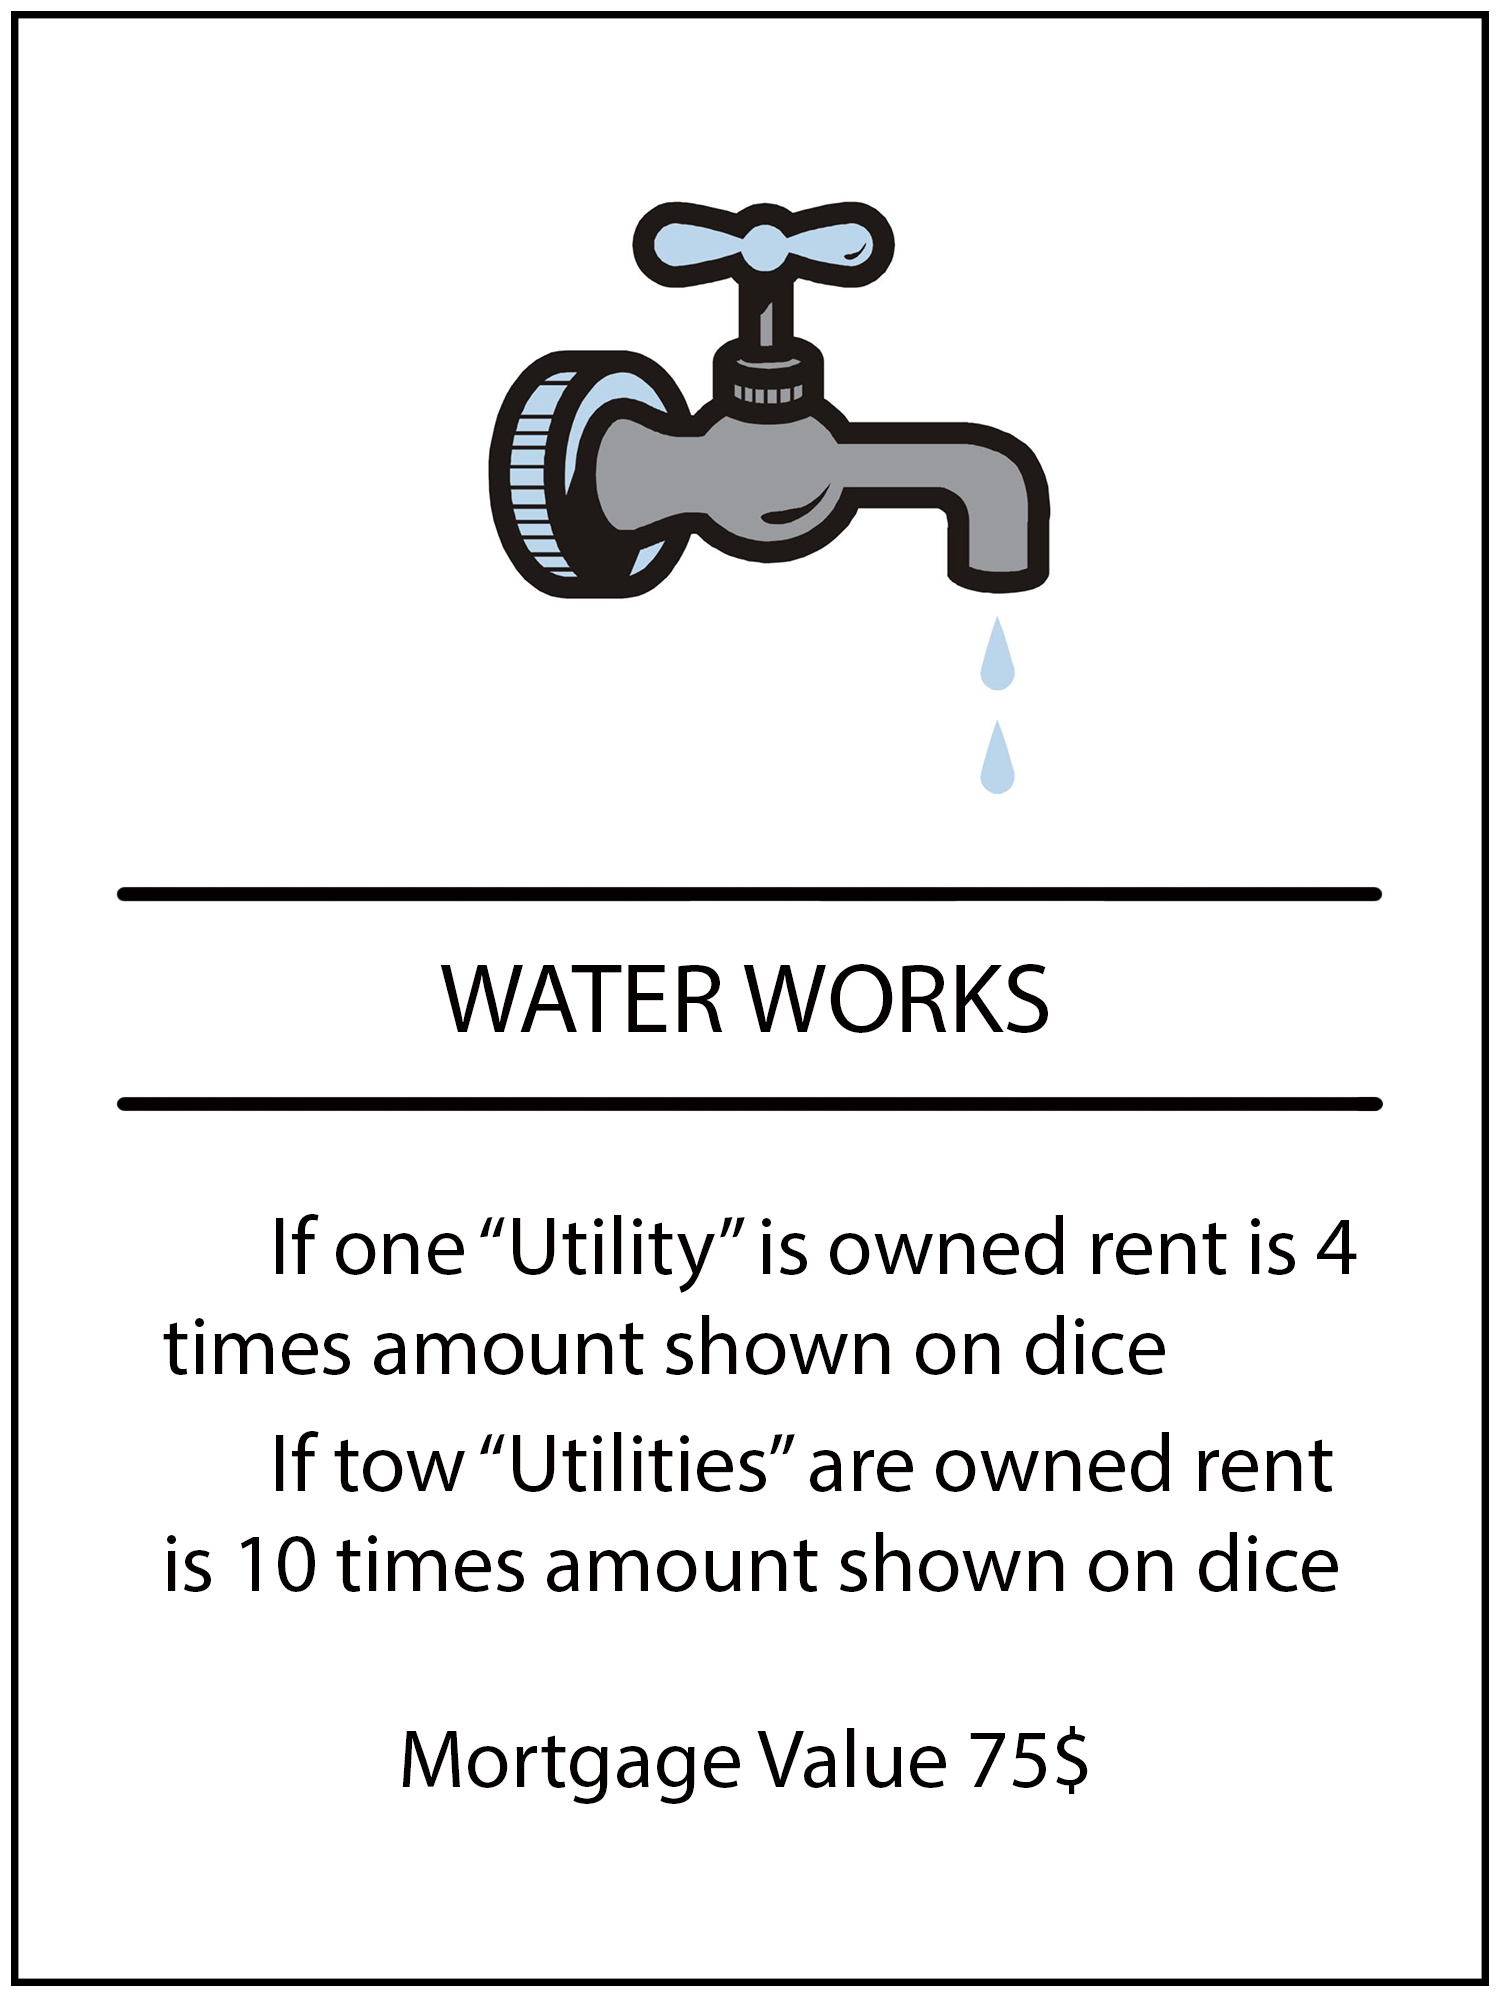 WATER WORKS
If one “Utility” is owned rent is 4
times amount shown on dice
If tow “Utilities” are owned rent
is 10 times amount shown on dice
Mortgage Value 75$